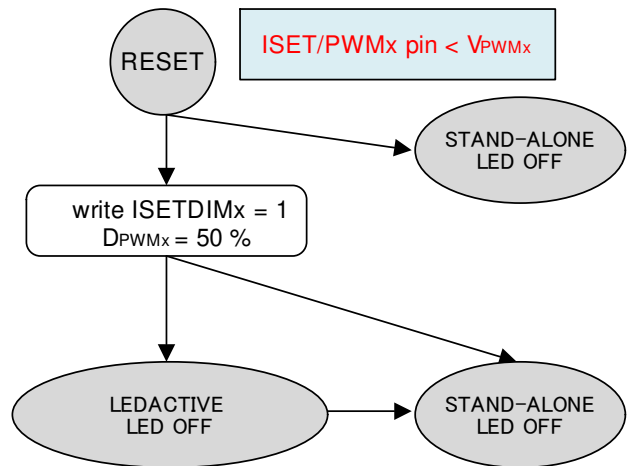 RESET
ISET/PWMx pin < VPWMx
STAND-ALONE
LED OFF
write ISETDIMx = 1
DPWMx = 50 %
LEDACTIVE
LED OFF
STAND-ALONE
LED OFF